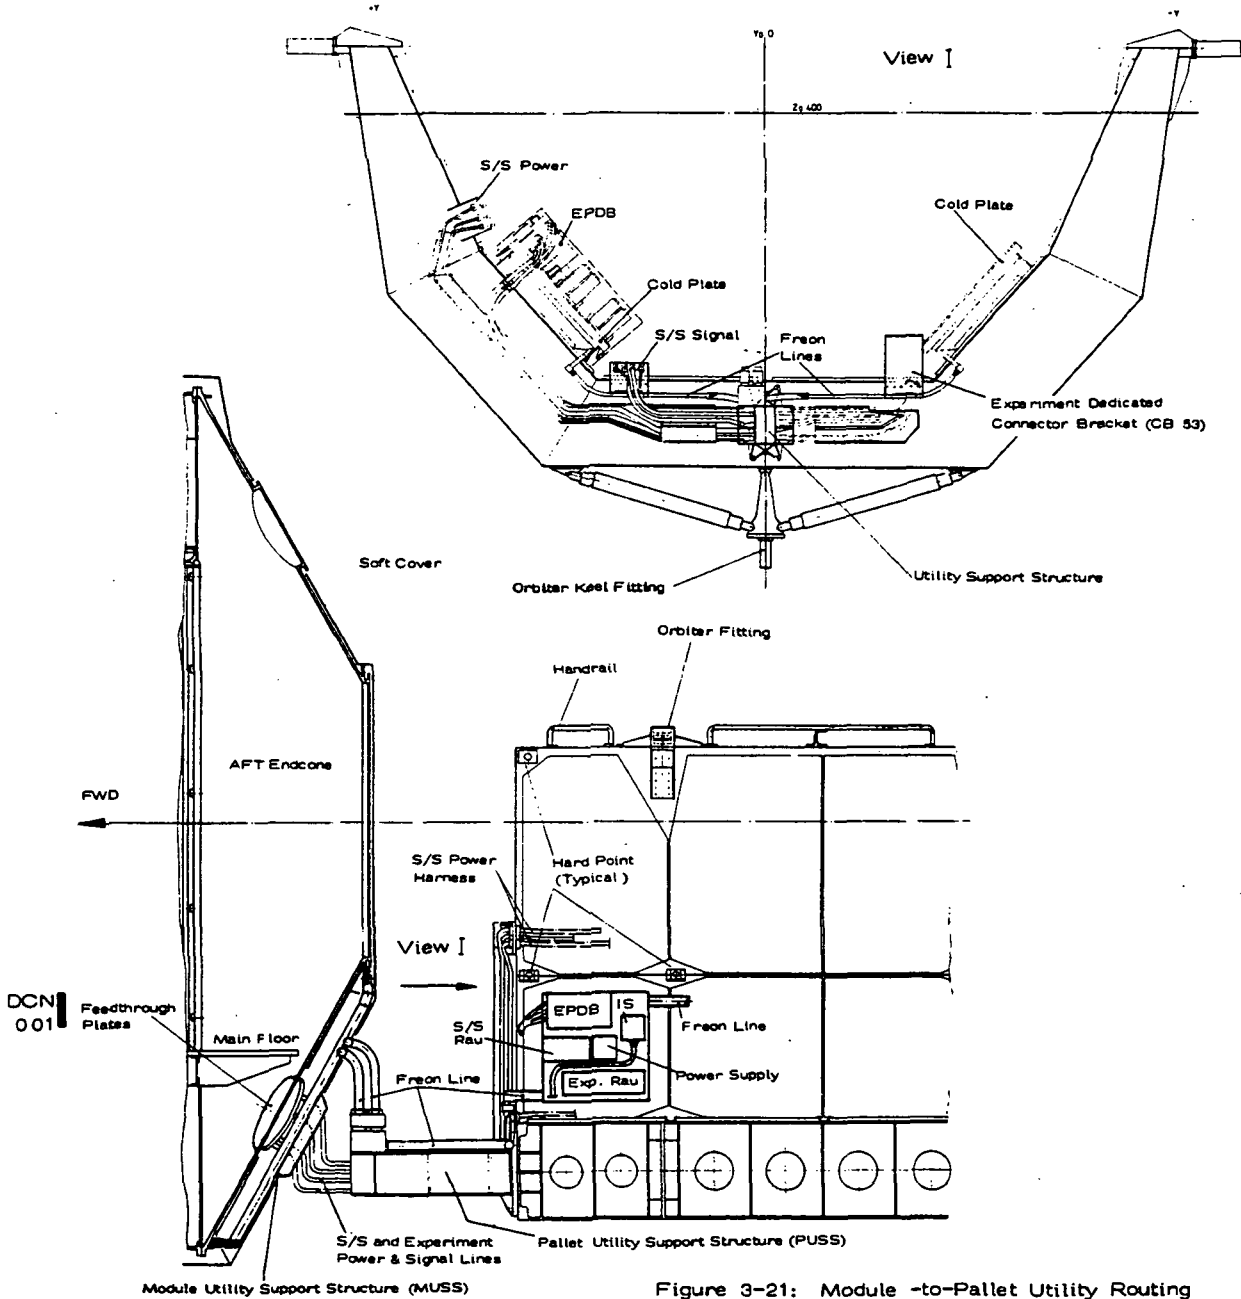 +Y
-Y
Yo 0
View I
Zo 400
S/S Power
EPDB
Cold Plate
Cold Plate
S/S Signal
Freon
Lines
Experiment Dedicated
Connector Bracket (CB 53)
Soft Cover
Orbiter Keel Fitting
Utility Support Structure
Orbiter Fitting
Handrail
AFT Endcone
FWD
S/S Power
Harness
Hard Point
(Typical)
View I
DCN
001
Feedthrough
Plates
Main Floor
EPDB
IS
S/S
Rau
Freon Line
Power Supply
Exp. Rau
Freon Line
S/S and Experiment
Power & Signal Lines
Pallet Utility Support Structure (PUSS)
Module Utility Support Structure (MUSS)
Figure 3-21: Module -to-Pallet Utility Routing